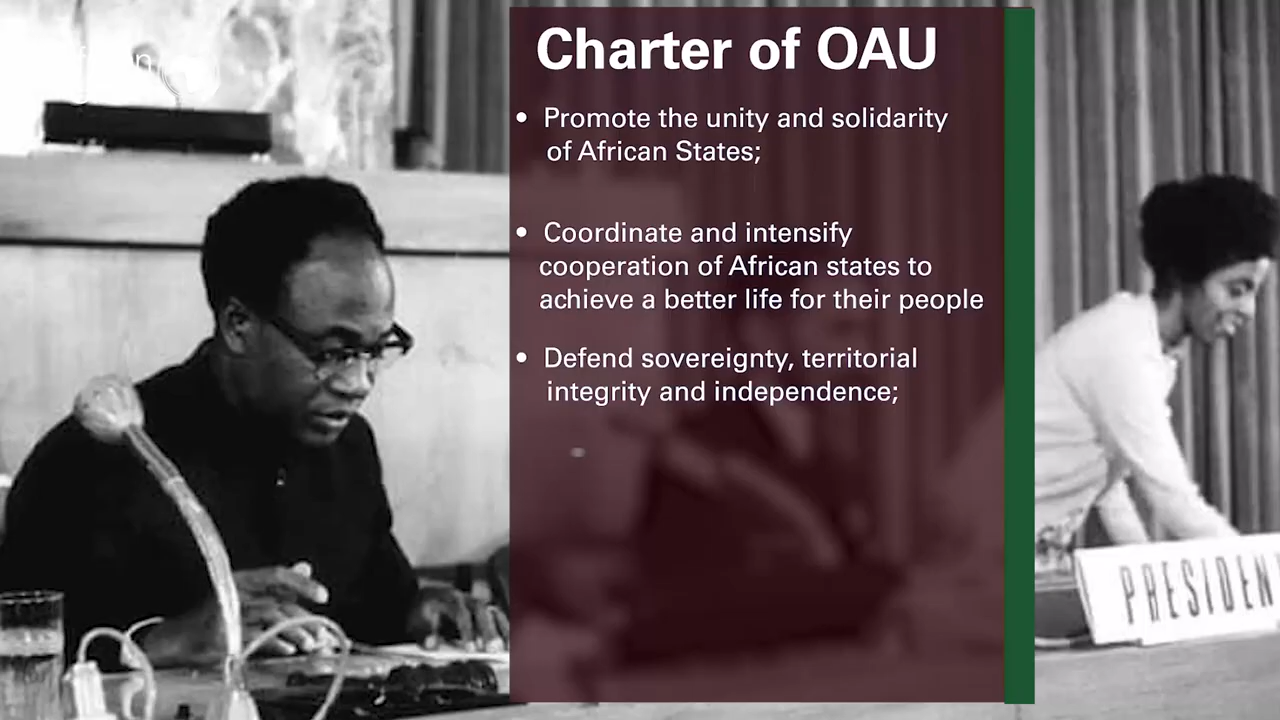 Charter of OAU
• Promote the unity and solidarity
of African States;
• Coordinate and intensify
cooperation of African states to
achieve a better life for their people
• Defend sovereignty, territorial
integrity and independence;
PRESIDENT